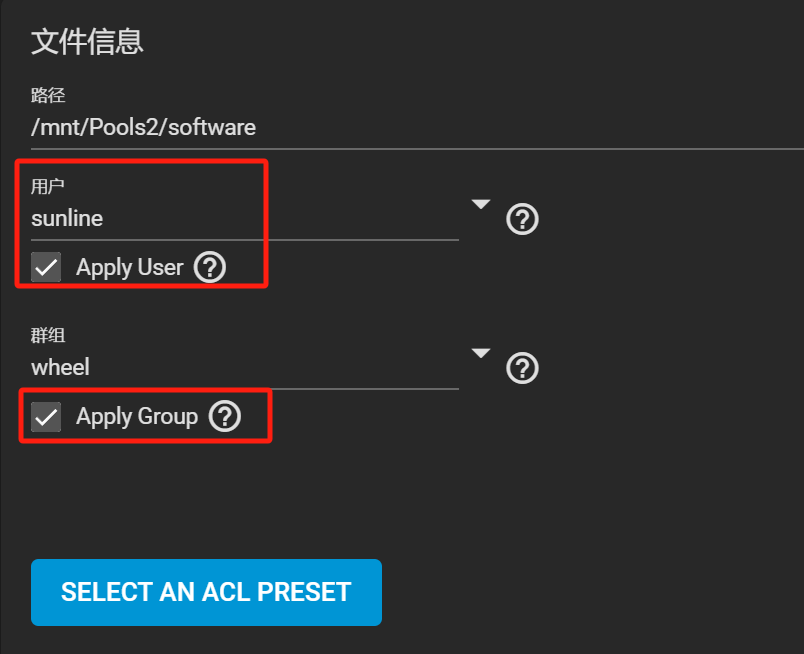 文件信息
路径
/mnt/Pools2/software
用户
sunline
Apply User ?
群组
wheel
Apply Group ?
SELECT AN ACL PRESET